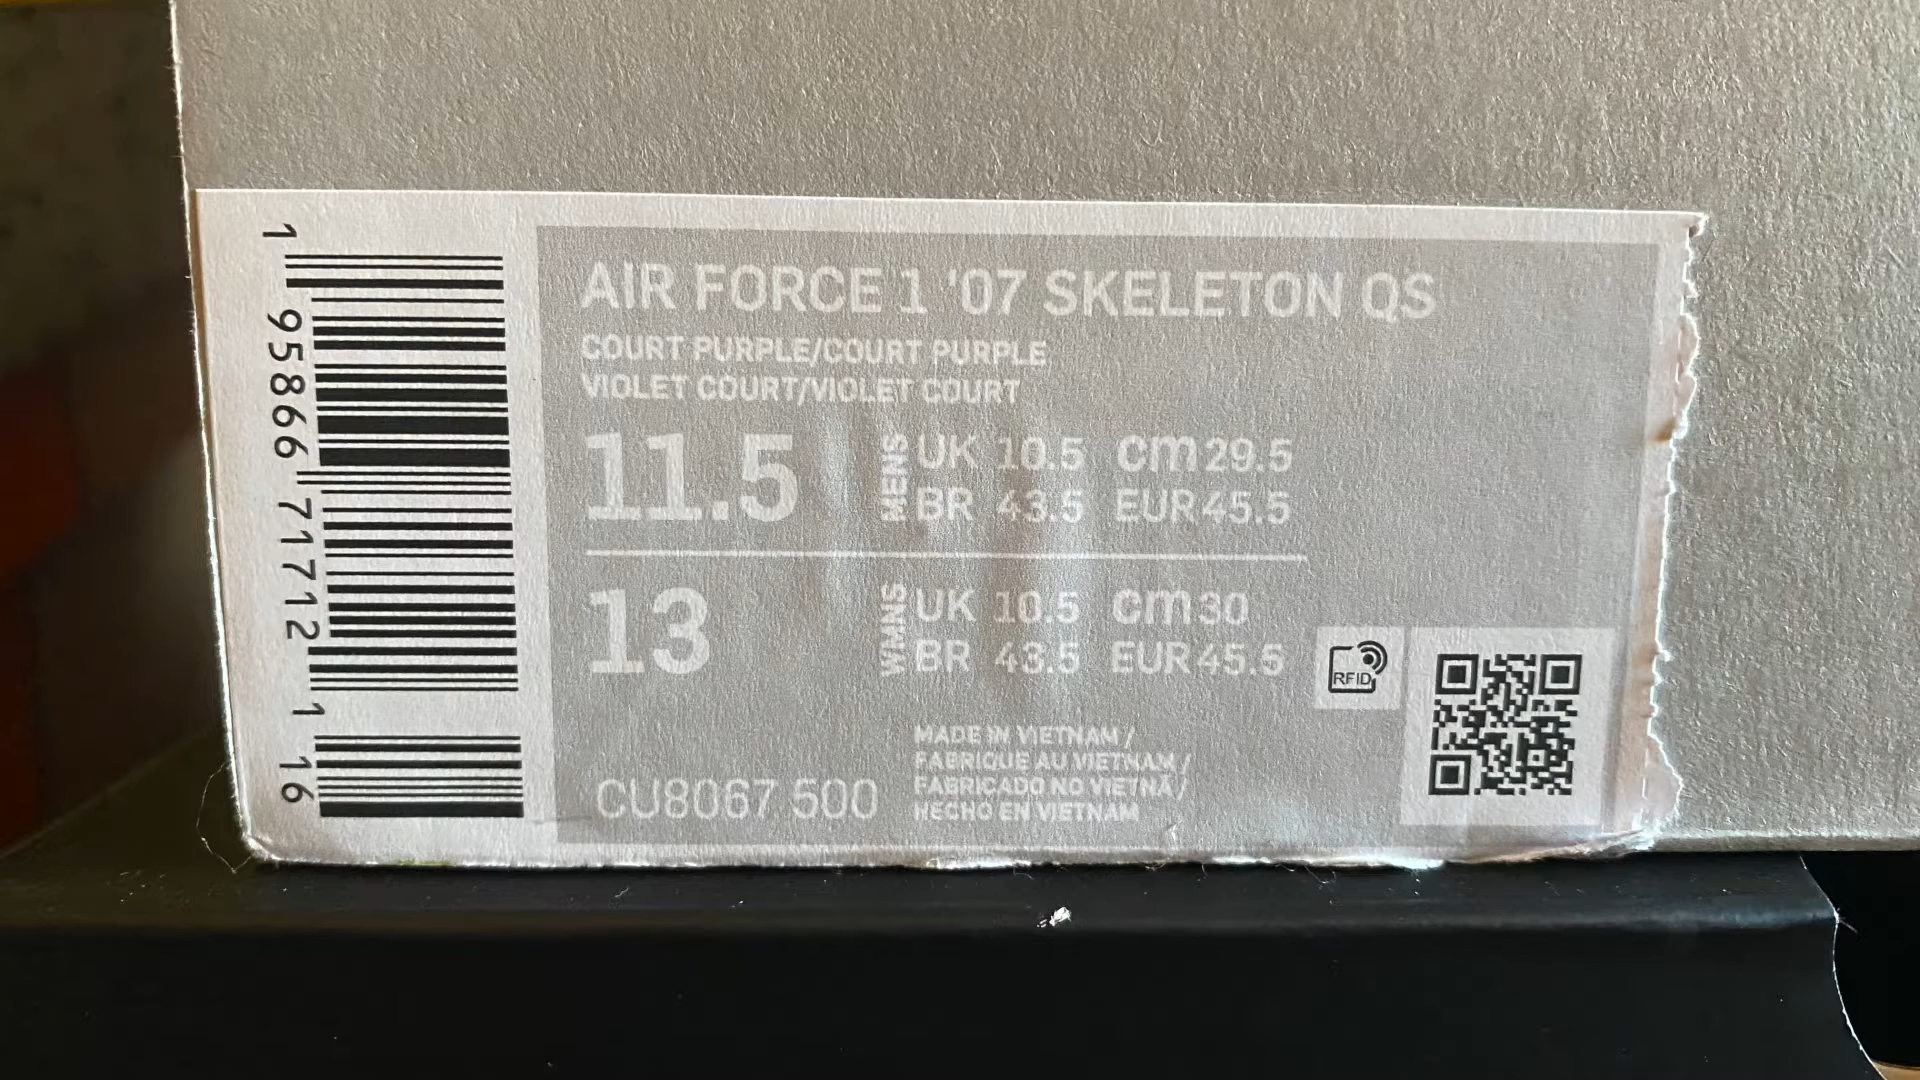 1 95866 71712 1 16
AIR FORCE 1 '07 SKELETON QS
COURT PURPLE/COURT PURPLE
VIOLET COURT/VIOLET COURT
11.5 MENS UK 10.5 cm 29.5
BR 43.5 EUR 45.5
13 WMNS UK 10.5 cm 30
BR 43.5 EUR 45.5
RFID
CU8067 500
MADE IN VIETNAM /
FABRIQUE AU VIETNAM /
FABRICADO NO VIETNÃ /
HECHO EN VIETNAM